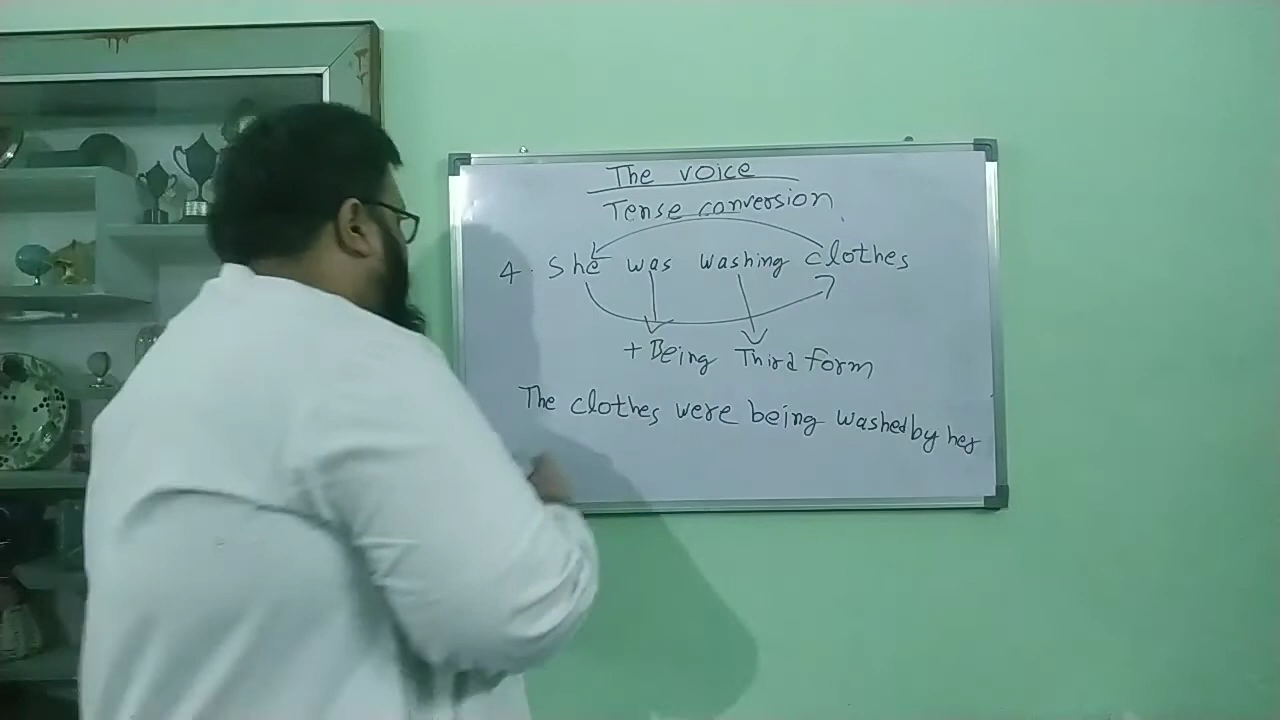 The voice
Tense conversion
4. She was washing clothes
+ Being Third form
The clothes were being washed by her